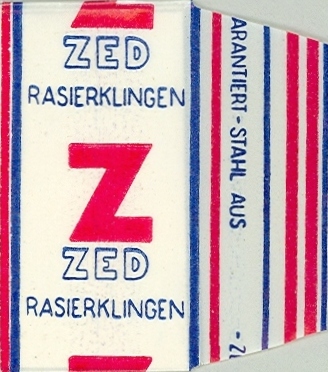 ZED
RASIERKLINGEN
Z
ZED
RASIERKLINGEN
ARANTIERT-STAHL AUS